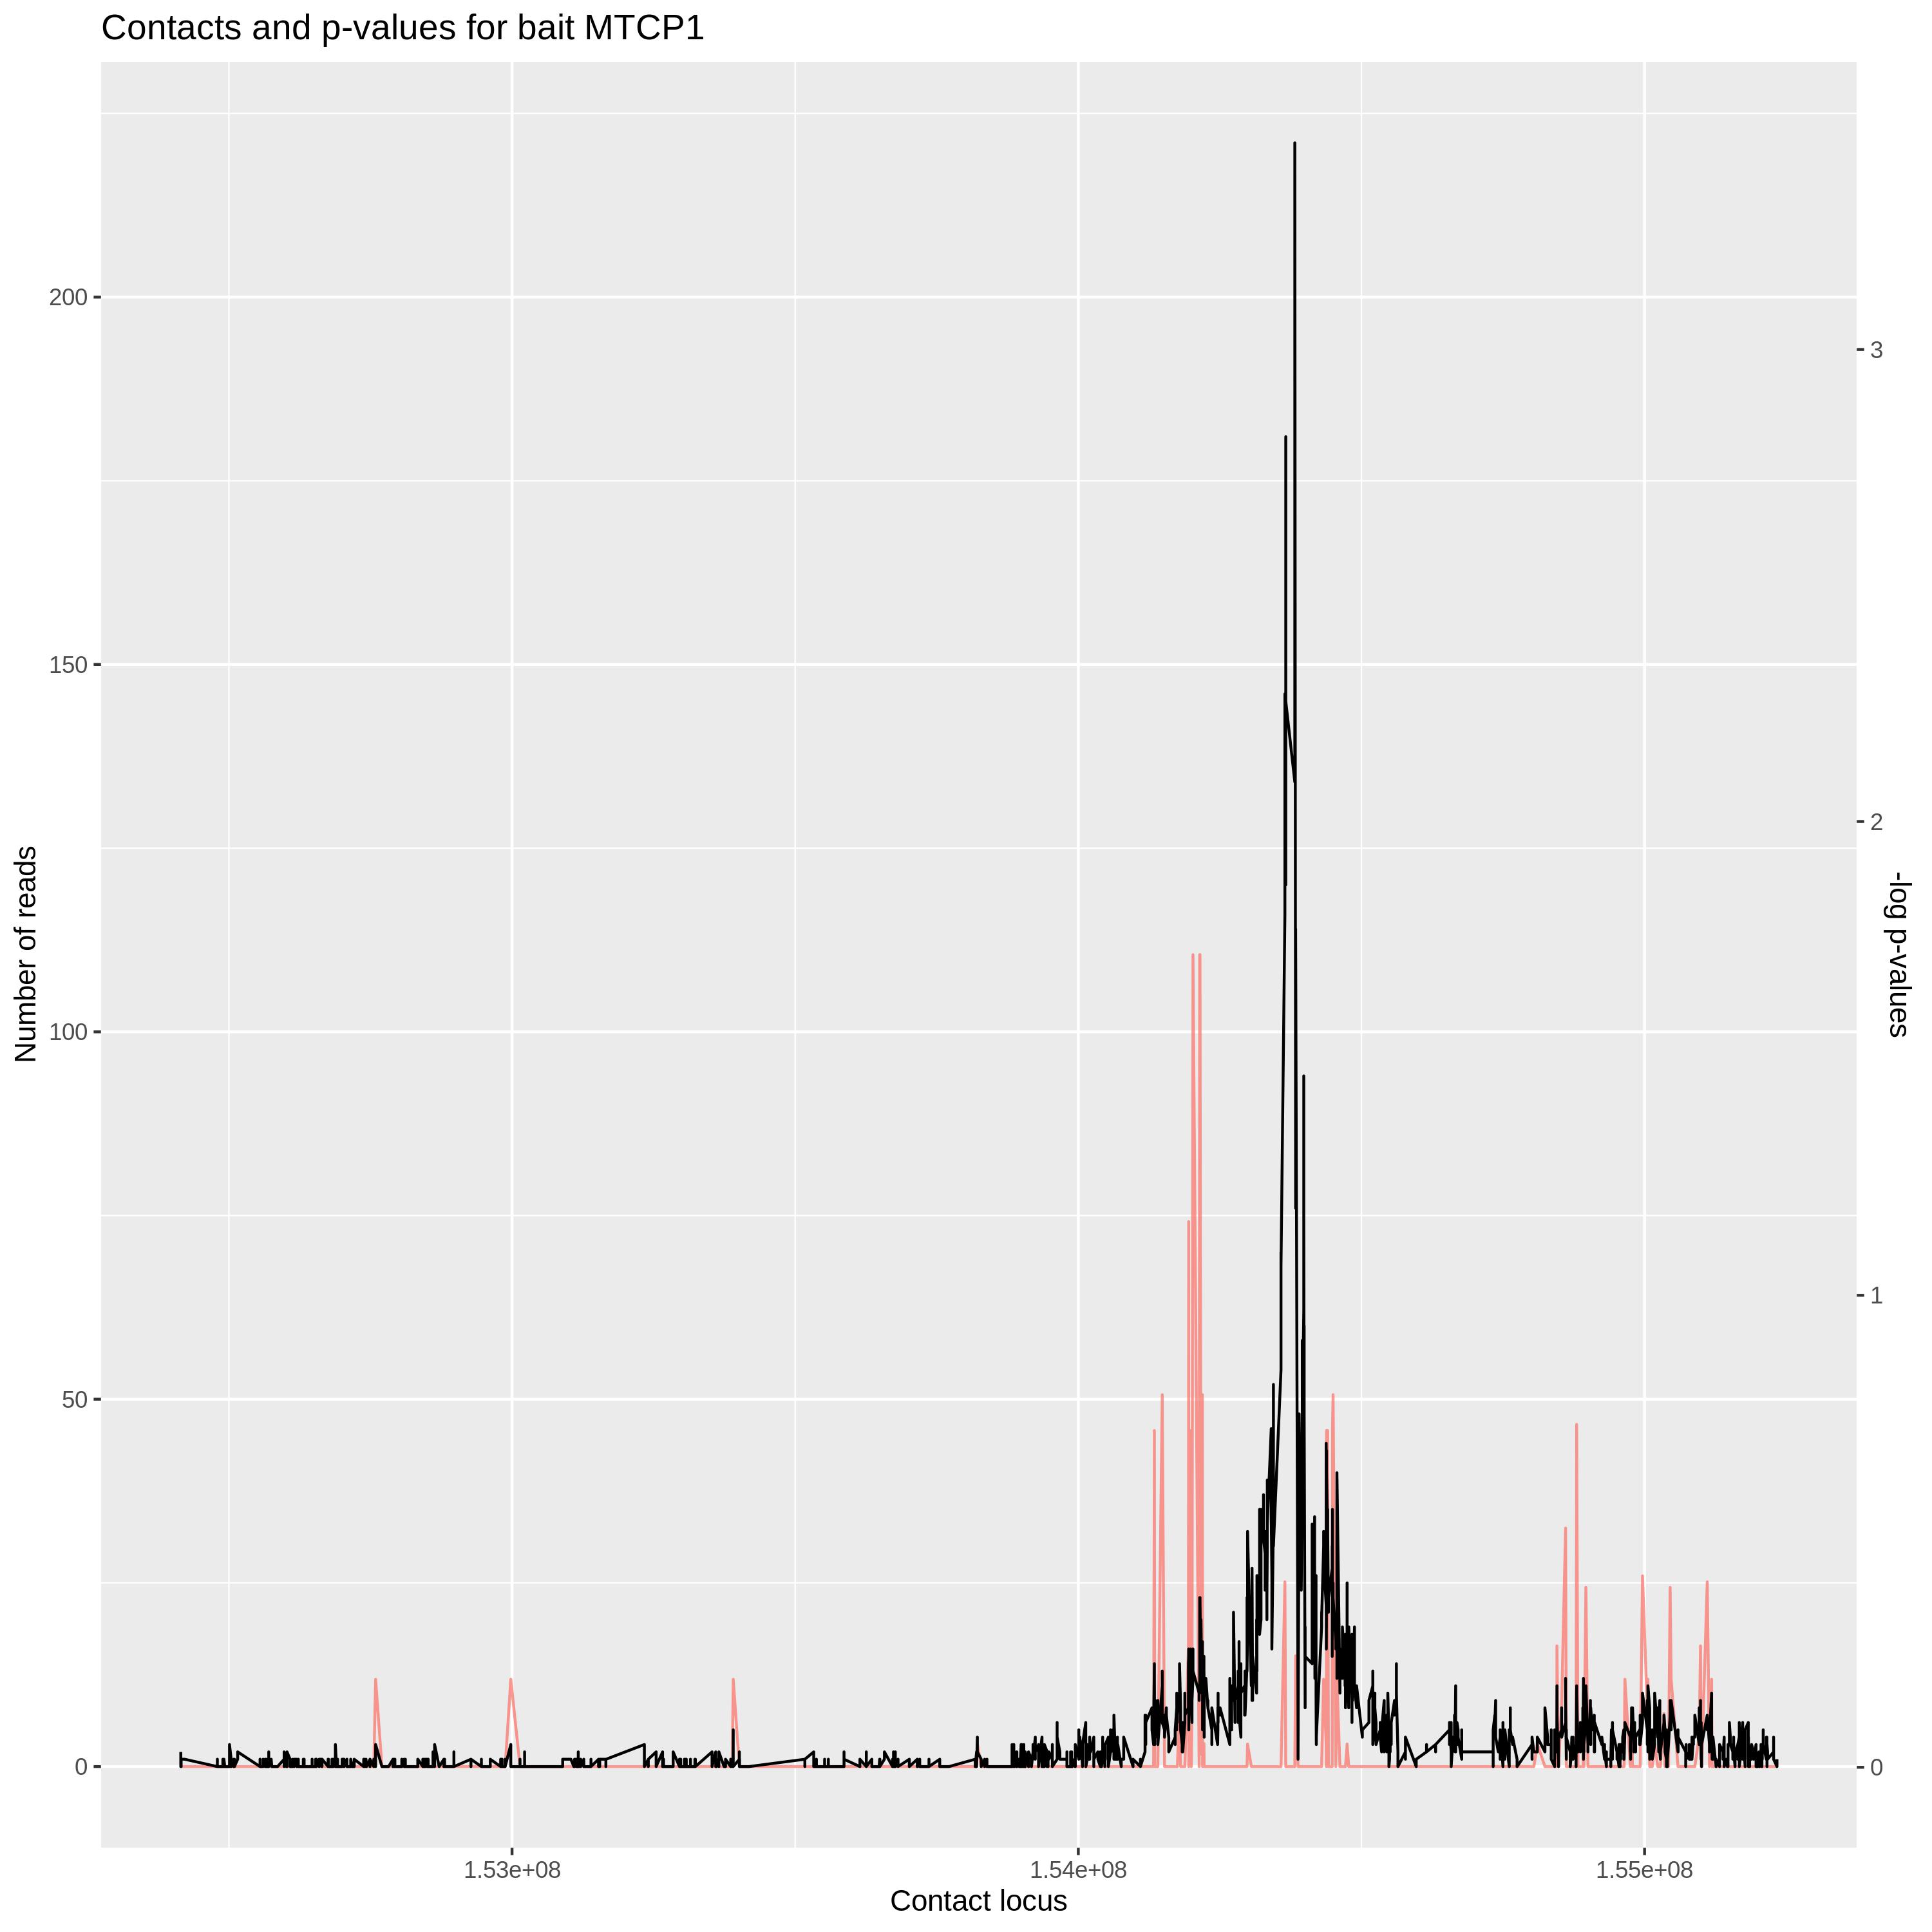 Contacts and p-values for bait MTCP1
Number of reads
200
150
100
50
0
3
2
1
0
-log p-values
1.53e+08
1.54e+08
1.55e+08
Contact locus